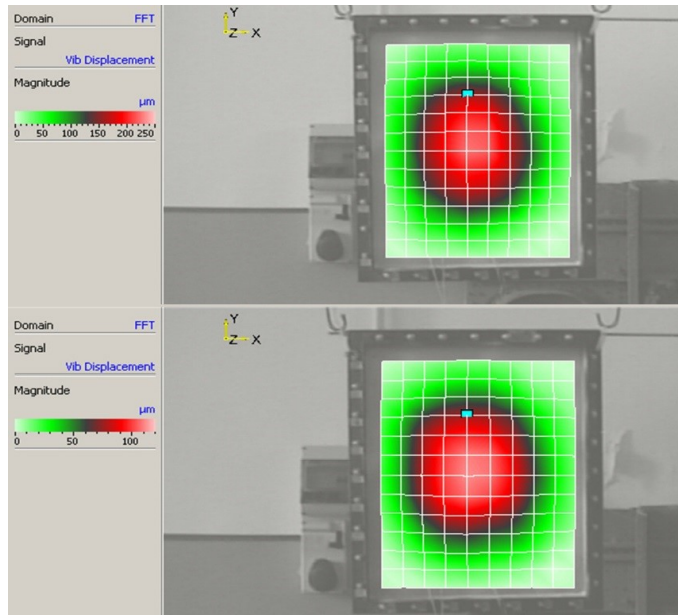 Domain FFT
Signal
Vib Displacement
Magnitude
µm
0 50 100 150 200 250
Y
Z X
Domain FFT
Signal
Vib Displacement
Magnitude
µm
0 50 100
Y
Z X